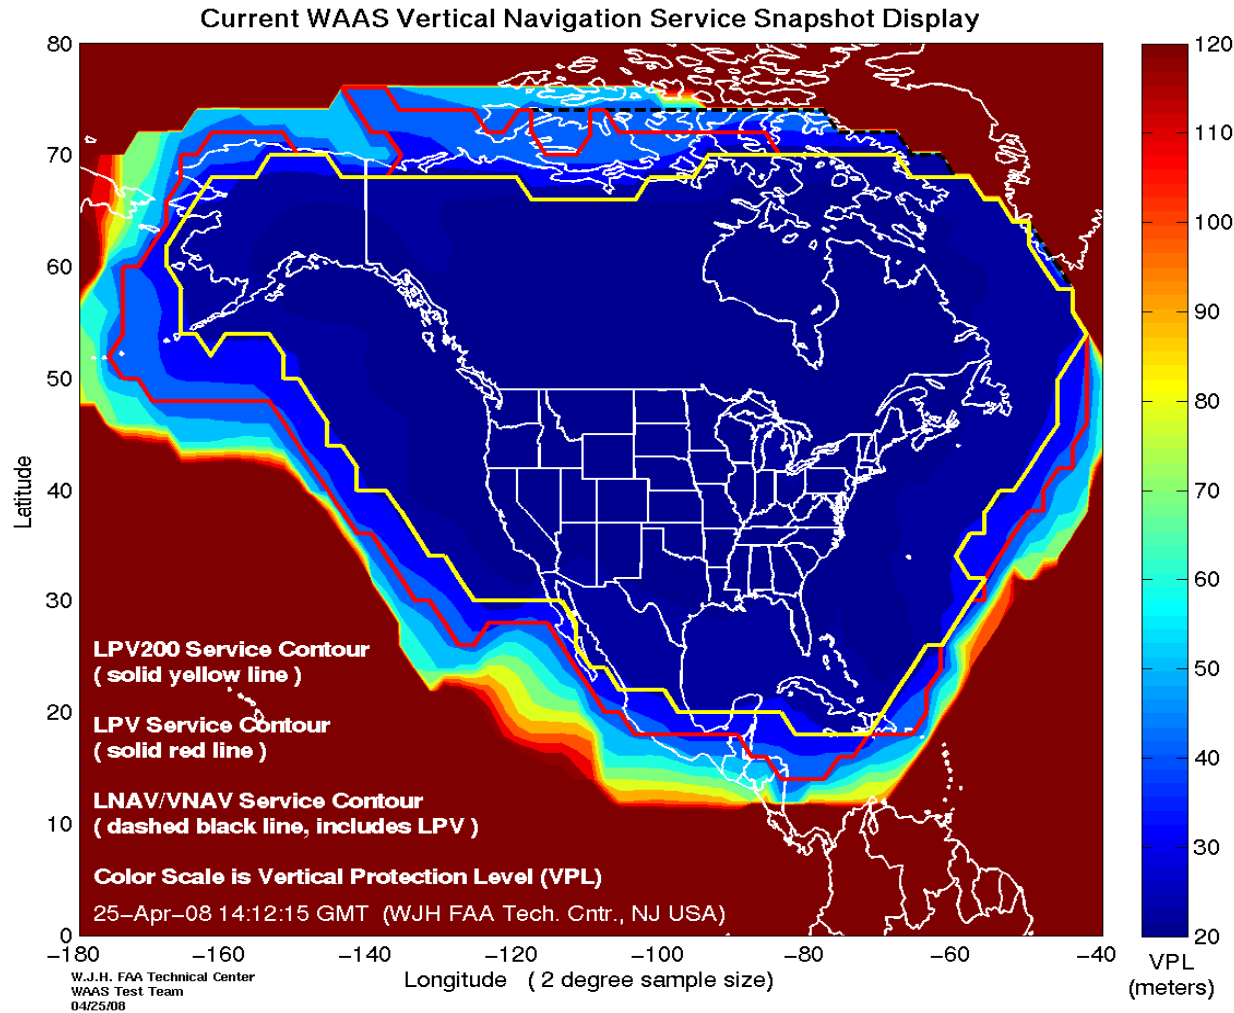 Current WAAS Vertical Navigation Service Snapshot Display
80
70
60
50
40
30
20
10
0
Latitude
LPV200 Service Contour
( solid yellow line )
LPV Service Contour
( solid red line )
LNAV/VNAV Service Contour
( dashed black line, includes LPV )
Color Scale is Vertical Protection Level (VPL)
25-Apr-08 14:12:15 GMT (WJH FAA Tech. Cntr., NJ USA)
-180 -160 -140 -120 -100 -80 -60 -40
Longitude ( 2 degree sample size)
W.J.H. FAA Technical Center
WAAS Test Team
04/25/08
120
110
100
90
80
70
60
50
40
30
20
VPL
(meters)